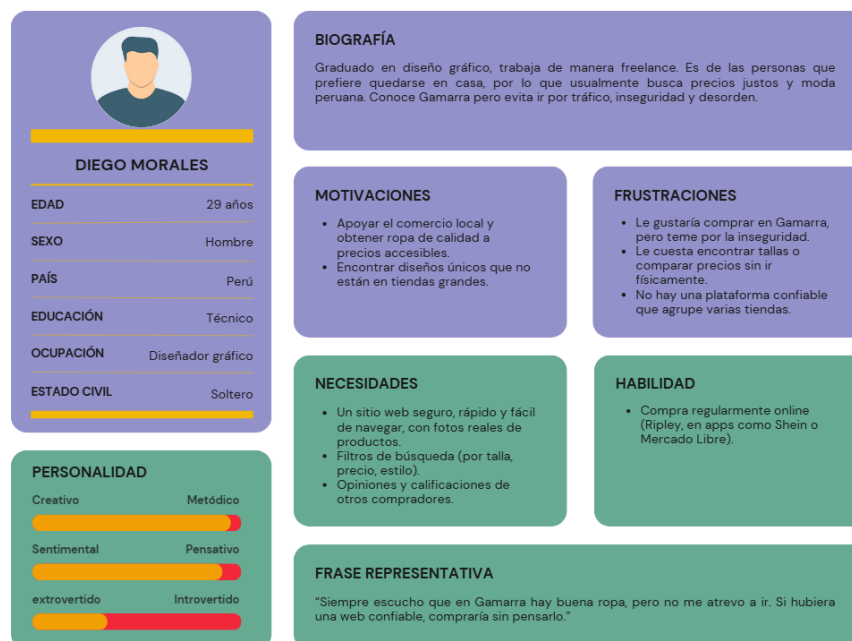 DIEGO MORALES
EDAD 29 años
SEXO Hombre
PAÍS Perú
EDUCACIÓN Técnico
OCUPACIÓN Diseñador gráfico
ESTADO CIVIL Soltero
PERSONALIDAD
Creativo Metódico
Sentimental Pensativo
extrovertido Introvertido
BIOGRAFÍA
Graduado en diseño gráfico, trabaja de manera freelance. Es de las personas que
prefiere quedarse en casa, por lo que usualmente busca precios justos y moda
peruana. Conoce Gamarra pero evita ir por tráfico, inseguridad y desorden.
MOTIVACIONES
• Apoyar el comercio local y
obtener ropa de calidad a
precios accesibles.
• Encontrar diseños únicos que no
están en tiendas grandes.
FRUSTRACIONES
• Le gustaría comprar en Gamarra,
pero teme por la inseguridad.
• Le cuesta encontrar tallas o
comparar precios sin ir
físicamente.
• No hay una plataforma confiable
que agrupe varias tiendas.
NECESIDADES
• Un sitio web seguro, rápido y fácil
de navegar, con fotos reales de
productos.
• Filtros de búsqueda (por talla,
precio, estilo).
• Opiniones y calificaciones de
otros compradores.
HABILIDAD
• Compra regularmente online
(Ripley, en apps como Shein o
Mercado Libre).
FRASE REPRESENTATIVA
“Siempre escucho que en Gamarra hay buena ropa, pero no me atrevo a ir. Si hubiera
una web confiable, compraría sin pensarlo.”